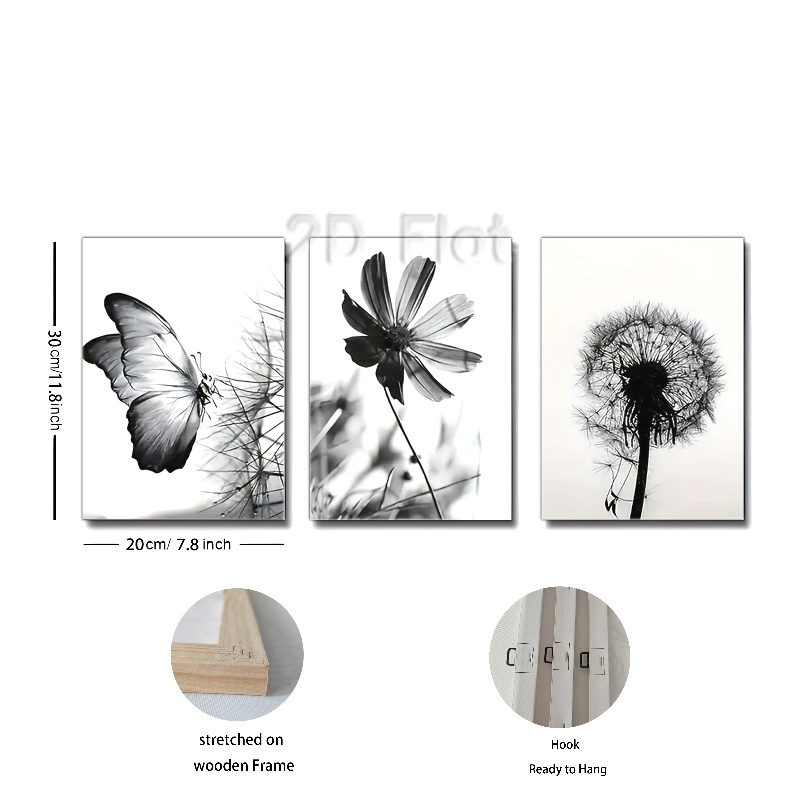 2D Flat
30cm/11.8inch
20cm/ 7.8 inch
stretched on
wooden Frame
Hook
Ready to Hang